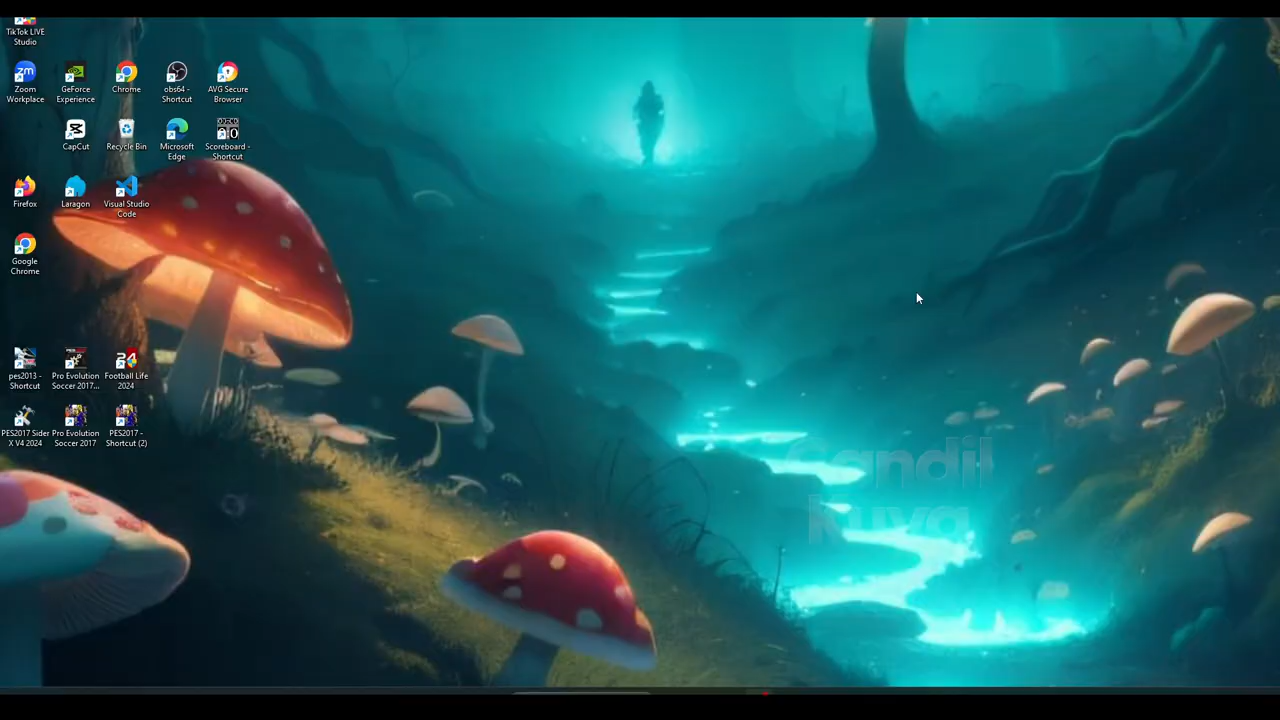 TikTok LIVE
Studio
Zoom
Workplace
GeForce
Experience
Chrome
obs64 -
Shortcut
AVG Secure
Browser
CapCut
Recycle Bin
Microsoft
Edge
Scoreboard -
Shortcut
Firefox
Laragon
Visual Studio
Code
Google
Chrome
pes2013 -
Shortcut
Pro Evolution
Soccer 2017...
Football Life
2024
PES2017 Sider
X V4 2024
Pro Evolution
Soccer 2017
PES2017 -
Shortcut (2)
Candil
Kuya